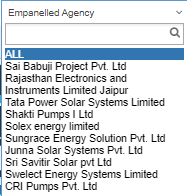 Empanelled Agency
ALL
Sai Babuji Project Pvt. Ltd
Rajasthan Electronics and
Instruments Limited Jaipur
Tata Power Solar Systems Limited
Shakti Pumps I Ltd
Solex energy limited
Sungrace Energy Solution Pvt. Ltd
Junna Solar Systems Pvt. Ltd
Sri Savitir Solar pvt Ltd
Swelect Energy Systems Limited
CRI Pumps Pvt. Ltd